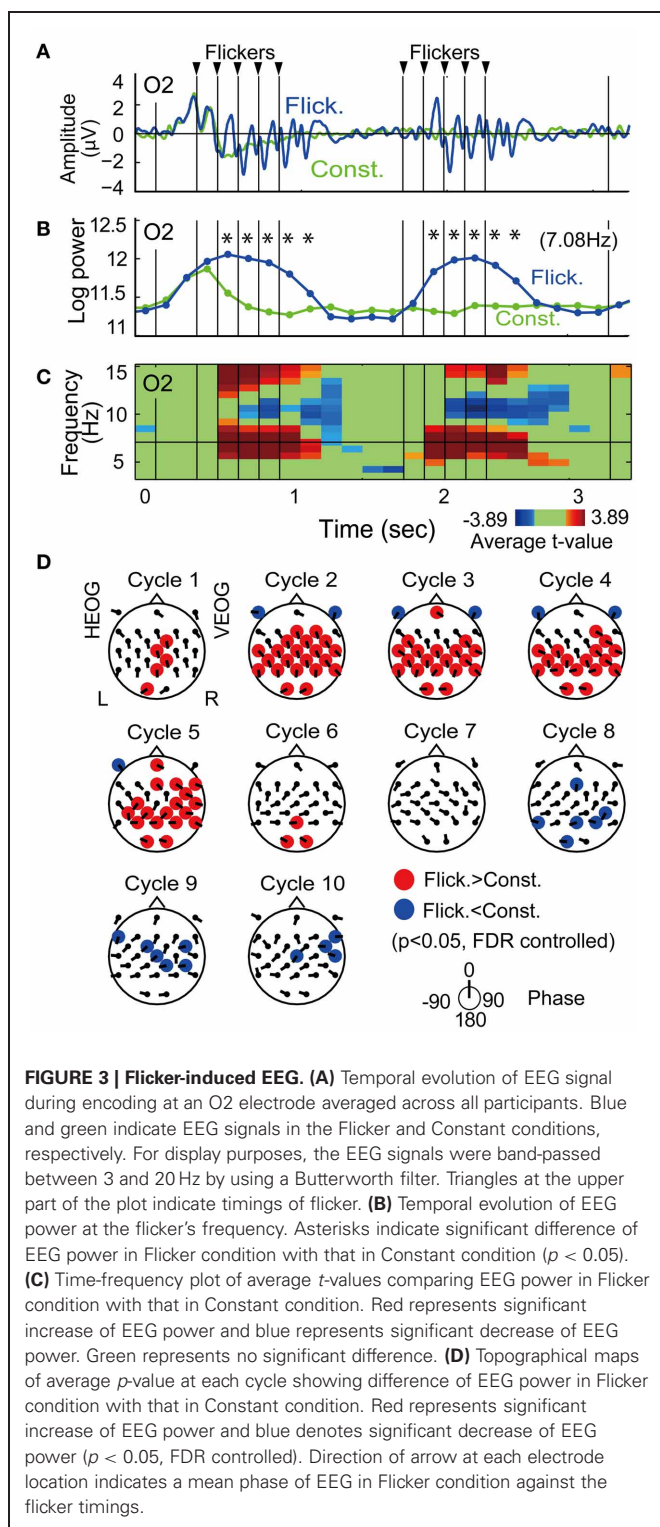 A
Flickers
Flickers
O2
Flick.
Const.
Amplitude
(μV)
4
2
0
−2
−4
B
O2
(7.08Hz)
* * * * *
* * * * *
Flick.
Const.
Log power
12.5
12
11.5
11
C
O2
Frequency
(Hz)
15
10
5
0
1
2
3
Time (sec)
-3.89
3.89
Average t-value
D
HEOG
VEOG
L
R
Cycle 1
Cycle 2
Cycle 3
Cycle 4
Cycle 5
Cycle 6
Cycle 7
Cycle 8
Cycle 9
Cycle 10
Flick.>Const.
Flick.<Const.
(p<0.05, FDR controlled)
0
-90
90
180
Phase
FIGURE 3 | Flicker-induced EEG. (A) Temporal evolution of EEG signal
during encoding at an O2 electrode averaged across all participants. Blue
and green indicate EEG signals in the Flicker and Constant conditions,
respectively. For display purposes, the EEG signals were band-passed
between 3 and 20 Hz by using a Butterworth filter. Triangles at the upper
part of the plot indicate timings of flicker. (B) Temporal evolution of EEG
power at the flicker's frequency. Asterisks indicate significant difference of
EEG power in Flicker condition with that in Constant condition (p < 0.05).
(C) Time-frequency plot of average t-values comparing EEG power in Flicker
condition with that in Constant condition. Red represents significant
increase of EEG power and blue represents significant decrease of EEG
power. Green represents no significant difference. (D) Topographical maps
of average p-value at each cycle showing difference of EEG power in Flicker
condition with that in Constant condition. Red represents significant
increase of EEG power and blue denotes significant decrease of EEG
power (p < 0.05, FDR controlled). Direction of arrow at each electrode
location indicates a mean phase of EEG in Flicker condition against the
flicker timings.